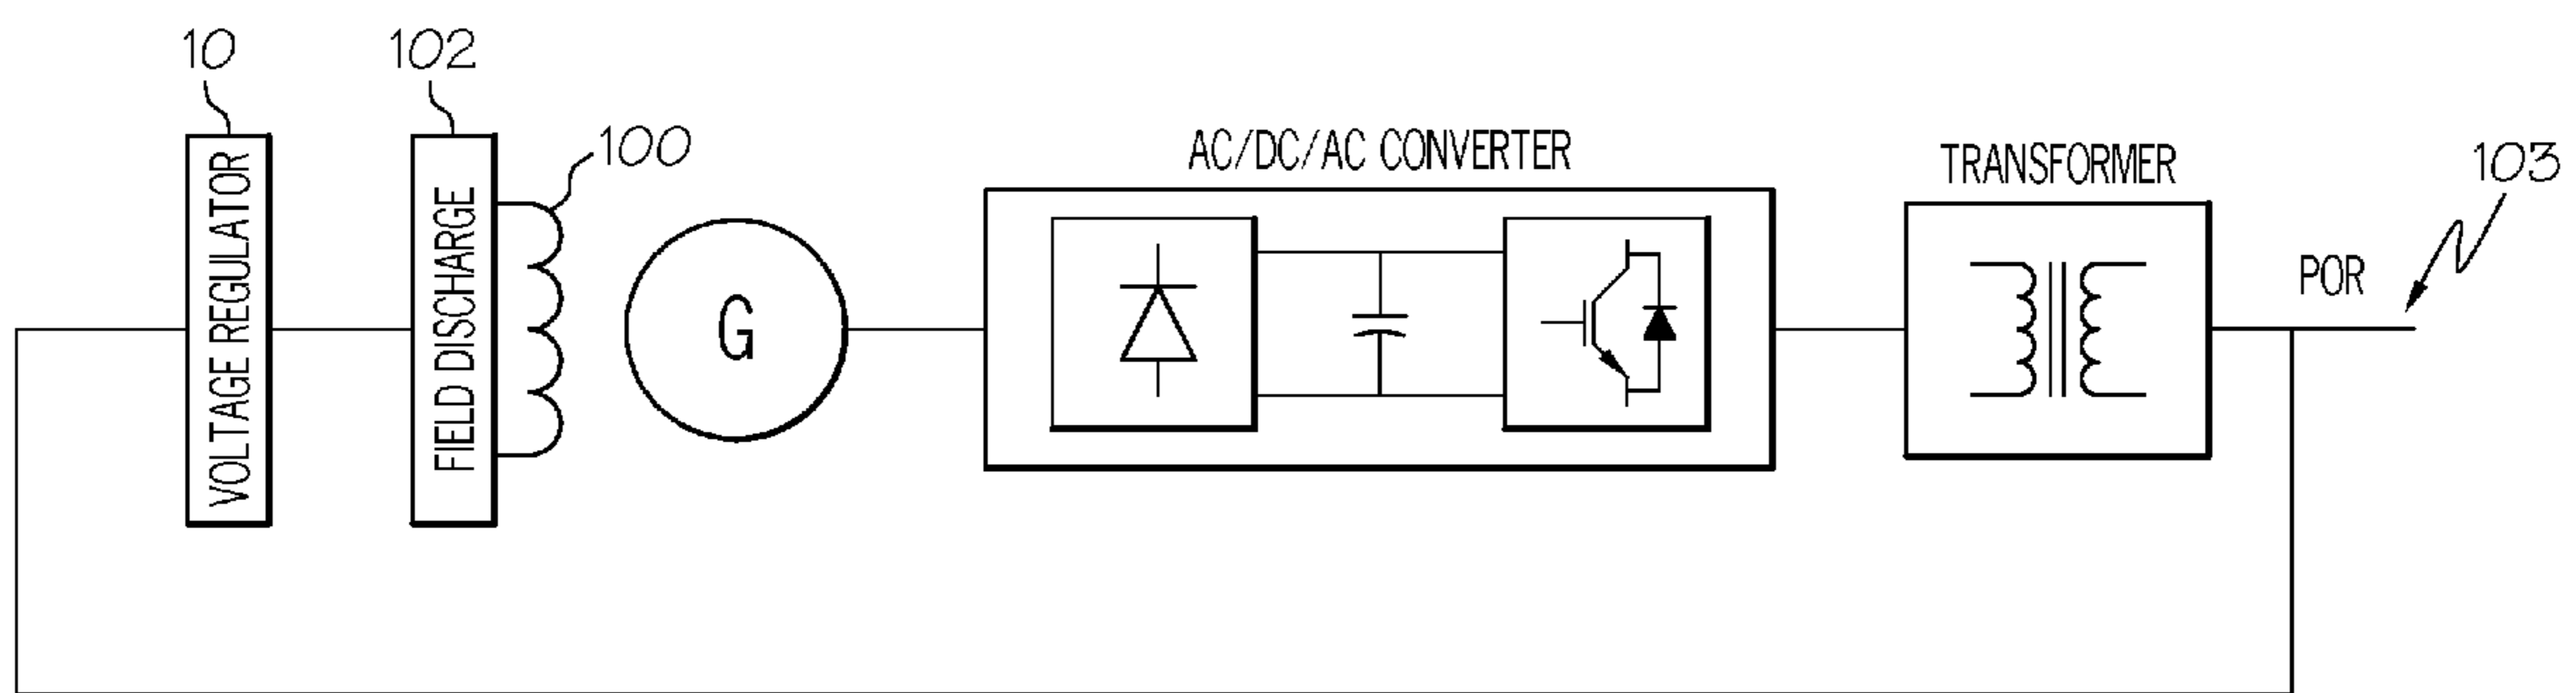 10
102
100
VOLTAGE REGULATOR
FIELD DISCHARGE
G
AC/DC/AC CONVERTER
TRANSFORMER
103
POR